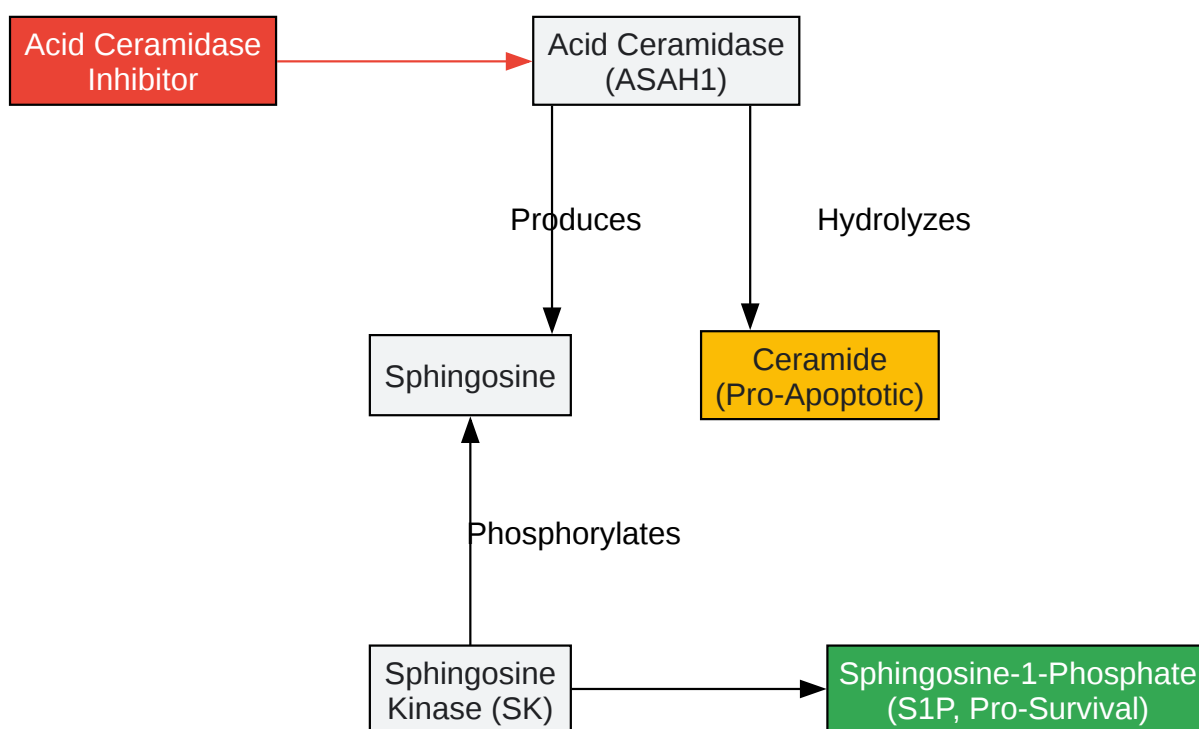 Acid Ceramidase
Inhibitor
Acid Ceramidase
(ASAH1)
Produces
Hydrolyzes
Sphingosine
Ceramide
(Pro-Apoptotic)
Phosphorylates
Sphingosine
Kinase (SK)
Sphingosine-1-Phosphate
(S1P, Pro-Survival)